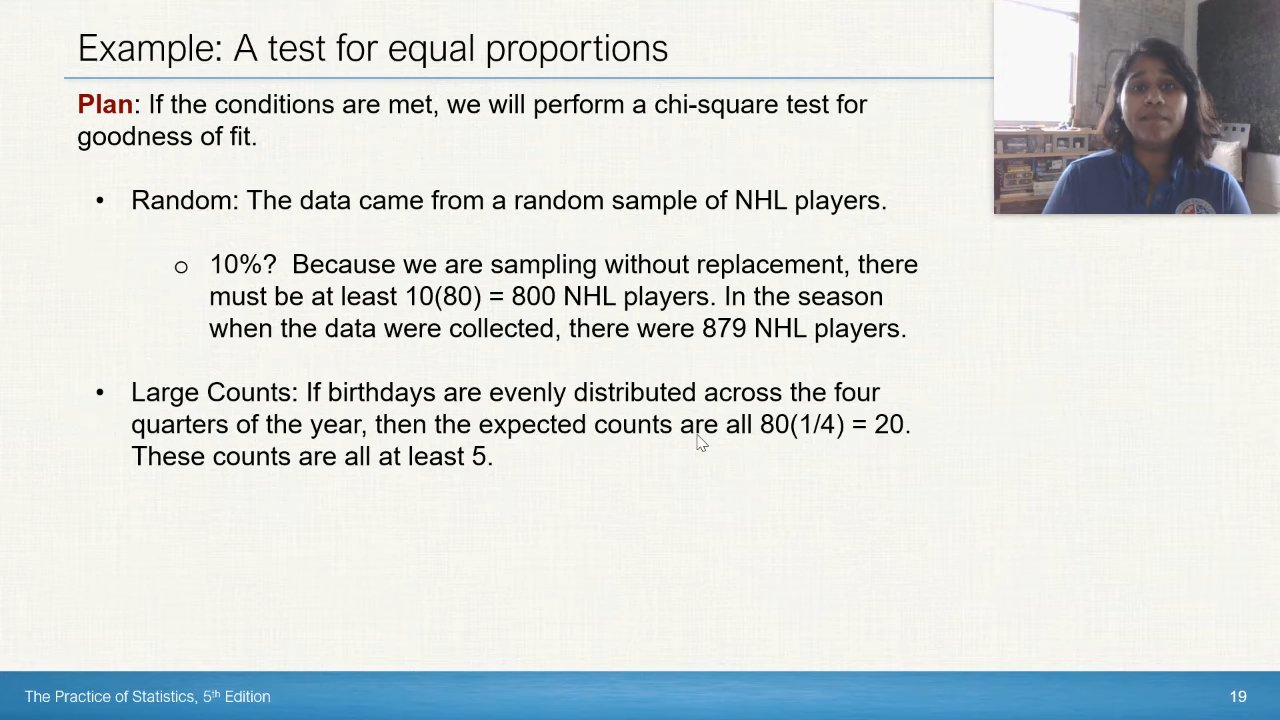 Example: A test for equal proportions
Plan: If the conditions are met, we will perform a chi-square test for
goodness of fit.
• Random: The data came from a random sample of NHL players.
o 10%? Because we are sampling without replacement, there
must be at least 10(80) = 800 NHL players. In the season
when the data were collected, there were 879 NHL players.
• Large Counts: If birthdays are evenly distributed across the four
quarters of the year, then the expected counts are all 80(1/4) = 20.
These counts are all at least 5.
The Practice of Statistics, 5th Edition
19